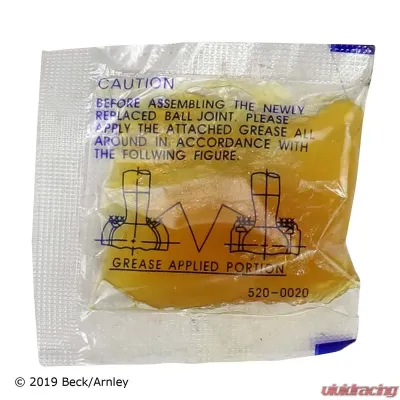 CAUTION
BEFORE ASSEMBLING THE NEWLY
REPLACED BALL JOINT. PLEASE
APPLY THE ATTACHED GREASE ALL
AROUND IN ACCORDANCE WITH
THE FOLLWING FIGURE.
GREASE APPLIED PORTION
520-0020
© 2019 Beck/Arnley
vividracing